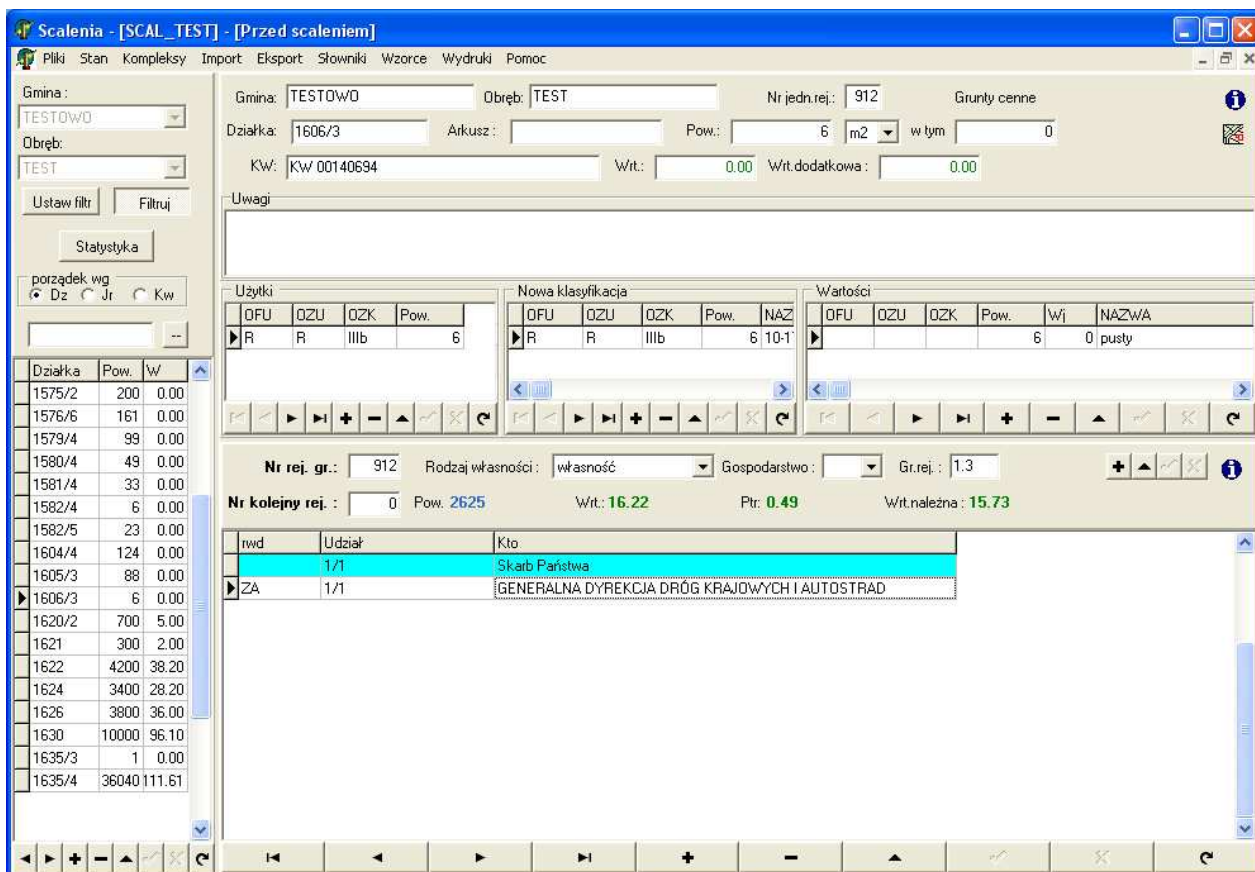 Scalenia - [SCAL_TEST] - [Przed scaleniem]
Pliki Stan Kompleksy Import Eksport Słowniki Wzorce Wydruki Pomoc
Gmina :
TESTOWO
Obręb:
TEST
Ustaw filtr Filtruj
Statystyka
porządek wg
Dz Jr Kw
--
Działka Pow. W
1575/2 200 0.00
1576/6 161 0.00
1579/4 99 0.00
1580/4 49 0.00
1581/4 33 0.00
1582/4 6 0.00
1582/5 23 0.00
1604/4 124 0.00
1605/3 88 0.00
1606/3 6 0.00
1620/2 700 5.00
1621 300 2.00
1622 4200 38.20
1624 3400 28.20
1626 3800 36.00
1630 10000 96.10
1635/3 1 0.00
1635/4 36040 111.61
Gmina: TESTOWO Obręb: TEST Nr jedn.rej.: 912 Grunty cenne
Działka: 1606/3 Arkusz : Pow.: 6 m2 w tym 0
KW: KW 00140694 Wrt.: 0.00 Wrt.dodatkowa : 0.00
Uwagi
Użytki
OFU OZU OZK Pow.
R R IIIb 6
Nowa klasyfikacja
OFU OZU OZK Pow. NAZ
R R IIIb 6 10-1
Wartości
OFU OZU OZK Pow. Wj NAZWA
6 0 pusty
Nr rej. gr.: 912 Rodzaj własności : własność Gospodarstwo : Gr.rej. : 1.3
Nr kolejny rej. : 0 Pow. 2625 Wrt.: 16.22 Ptr: 0.49 Wrt.należna : 15.73
rwd Udział Kto
1/1 Skarb Państwa
ZA 1/1 GENERALNA DYREKCJA DRÓG KRAJOWYCH I AUTOSTRAD